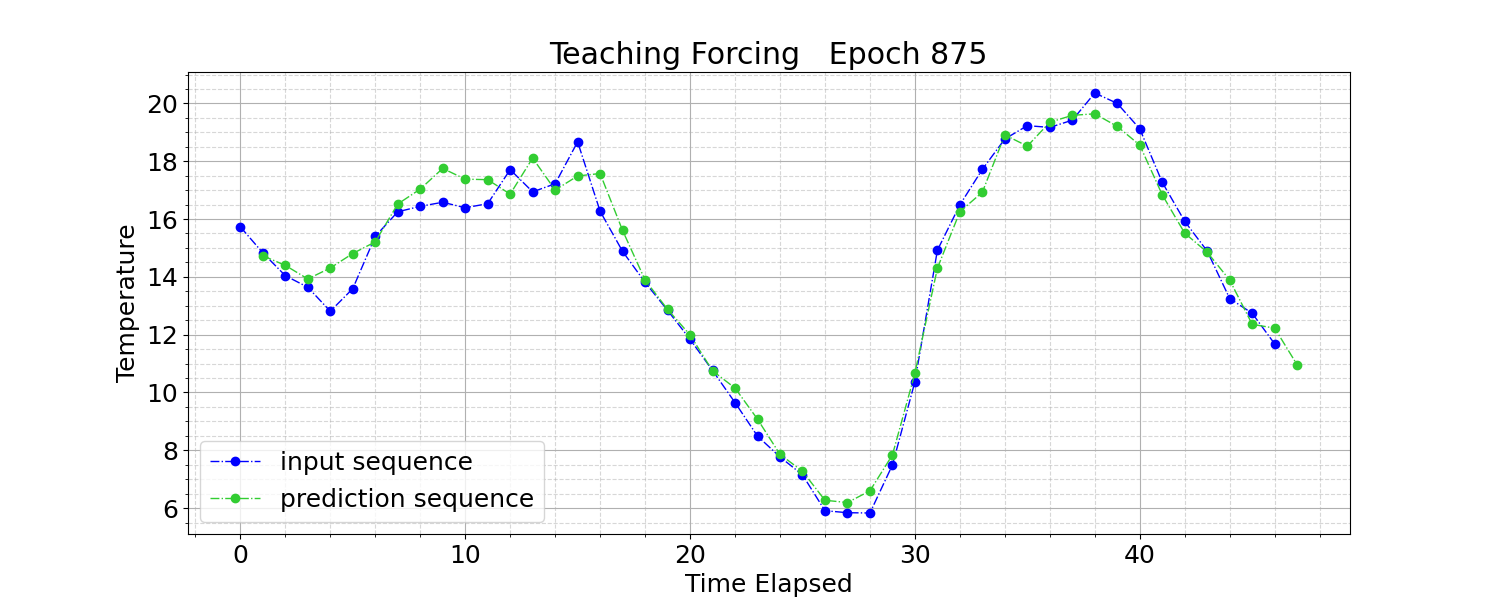 Teaching Forcing   Epoch 875
Temperature
20
18
16
14
12
10
8
6
input sequence
prediction sequence
0 10 20 30 40
Time Elapsed